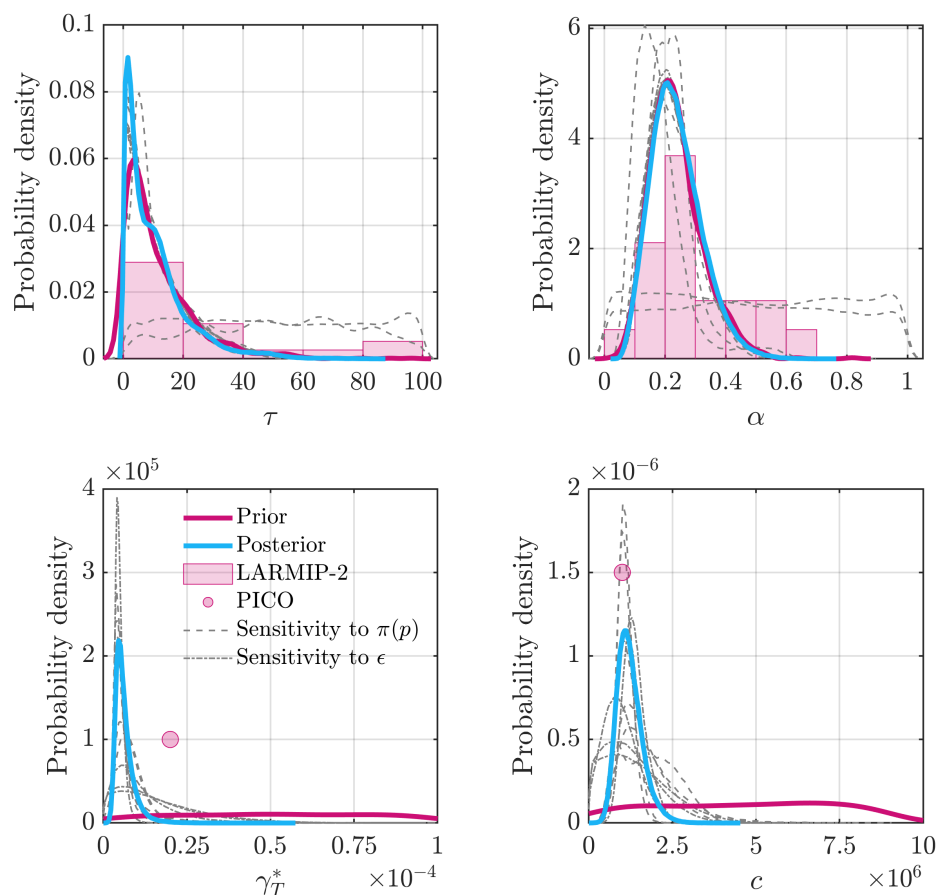 0.1
0.08
0.06
0.04
0.02
0
Probability density
0 20 40 60 80 100
τ
6
4
2
0
Probability density
0 0.2 0.4 0.6 0.8 1
α
×10^5
4
3
2
1
0
Probability density
Prior
Posterior
LARMIP-2
PICO
Sensitivity to π(p)
Sensitivity to ϵ
0 0.25 0.5 0.75 1
γ_T^* ×10^-4
×10^-6
2
1.5
1
0.5
0
Probability density
0 2.5 5 7.5 10
c ×10^6